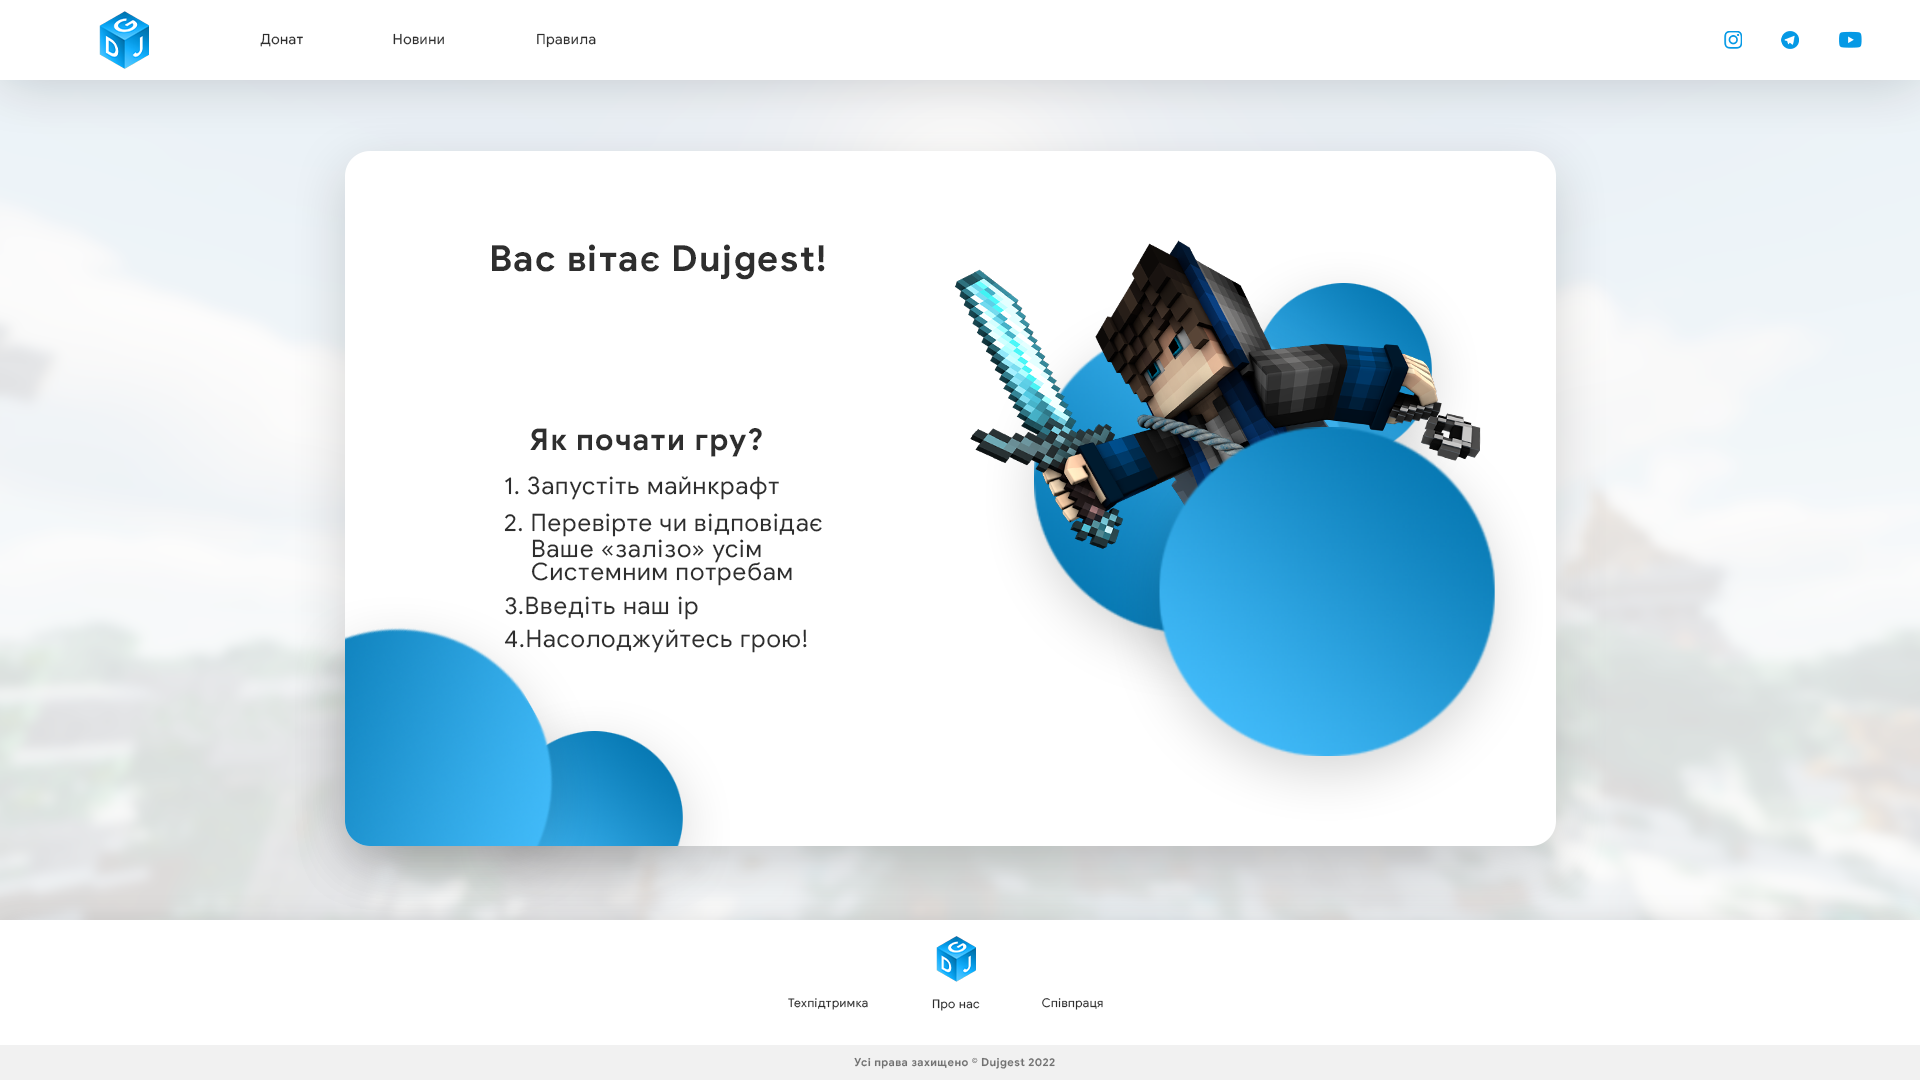 G
D J
Донат
Новини
Правила
Вас вітає Dujgest!
Як почати гру?
1. Запустіть майнкрафт
2. Перевірте чи відповідає
Ваше «залізо» усім
Системним потребам
3.Введіть наш ір
4.Насолоджуйтесь грою!
G
D J
Техпідтримка
Про нас
Співпраця
Усі права захищено © Dujgest 2022